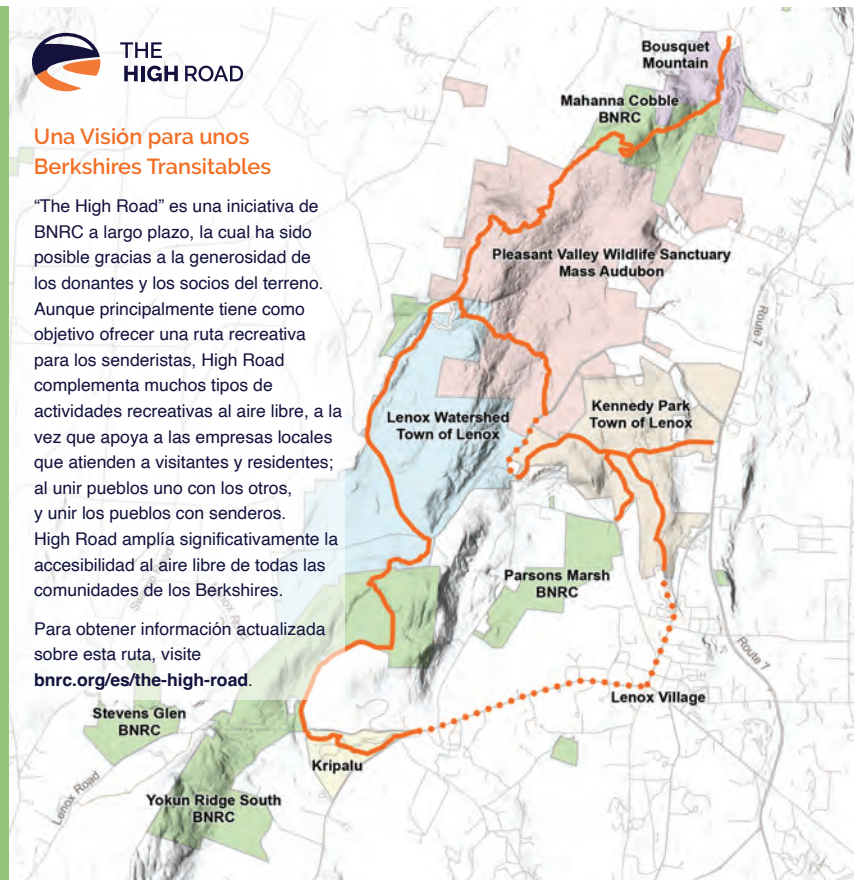 THE
HIGH ROAD
Una Visión para unos
Berkshires Transitables
“The High Road” es una iniciativa de
BNRC a largo plazo, la cual ha sido
posible gracias a la generosidad de
los donantes y los socios del terreno.
Aunque principalmente tiene como
objetivo ofrecer una ruta recreativa
para los senderistas, High Road
complementa muchos tipos de
actividades recreativas al aire libre, a la
vez que apoya a las empresas locales
que atienden a visitantes y residentes;
al unir pueblos uno con los otros,
y unir los pueblos con senderos.
High Road amplía significativamente la
accesibilidad al aire libre de todas las
comunidades de los Berkshires.
Para obtener información actualizada
sobre esta ruta, visite
bnrc.org/es/the-high-road.
Bousquet
Mountain
Mahanna Cobble
BNRC
Pleasant Valley Wildlife Sanctuary
Mass Audubon
Route 7
Lenox Watershed
Town of Lenox
Kennedy Park
Town of Lenox
Parsons Marsh
BNRC
Route 7
Lenox Village
Stevens Glen
BNRC
Kripalu
Lenox Road
Yokun Ridge South
BNRC